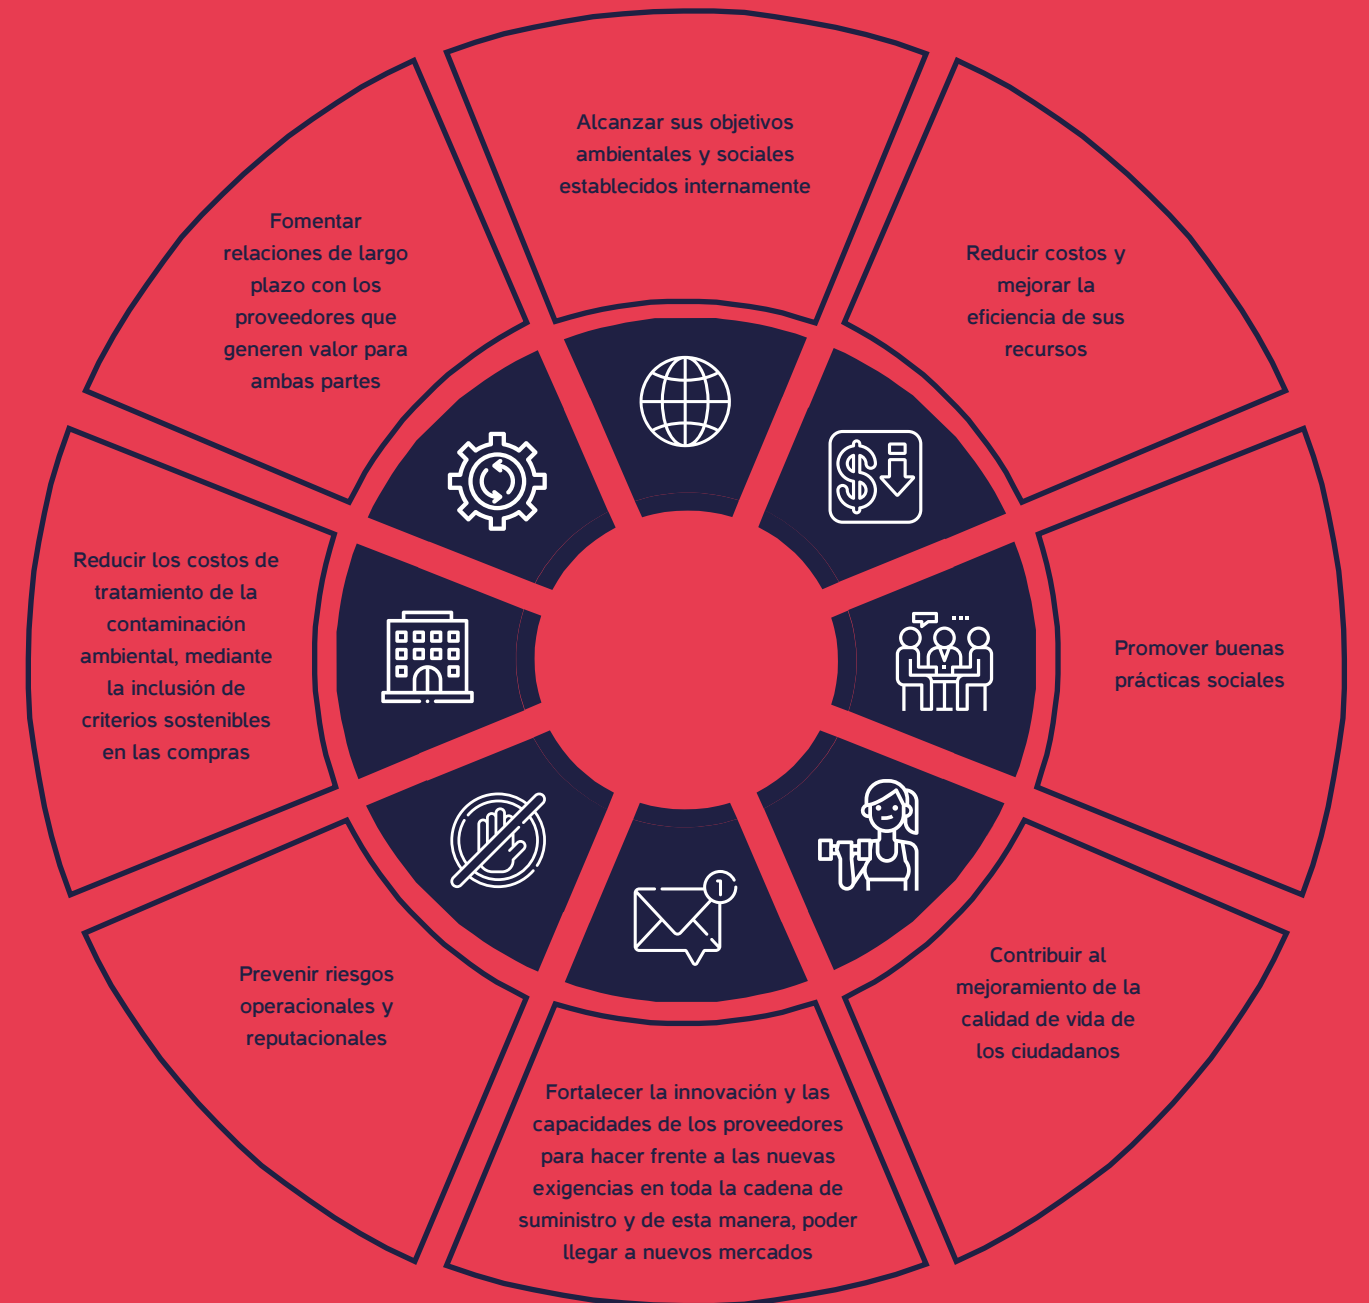 Alcanzar sus objetivos
ambientales y sociales
establecidos internamente
Reducir costos y
mejorar la
eficiencia de sus
recursos
Promover buenas
prácticas sociales
Contribuir al
mejoramiento de la
calidad de vida de
los ciudadanos
Fortalecer la innovación y las
capacidades de los proveedores
para hacer frente a las nuevas
exigencias en toda la cadena de
suministro y de esta manera, poder
llegar a nuevos mercados
Prevenir riesgos
operacionales y
reputacionales
Reducir los costos de
tratamiento de la
contaminación
ambiental, mediante
la inclusión de
criterios sostenibles
en las compras
Fomentar
relaciones de largo
plazo con los
proveedores que
generen valor para
ambas partes
$
1